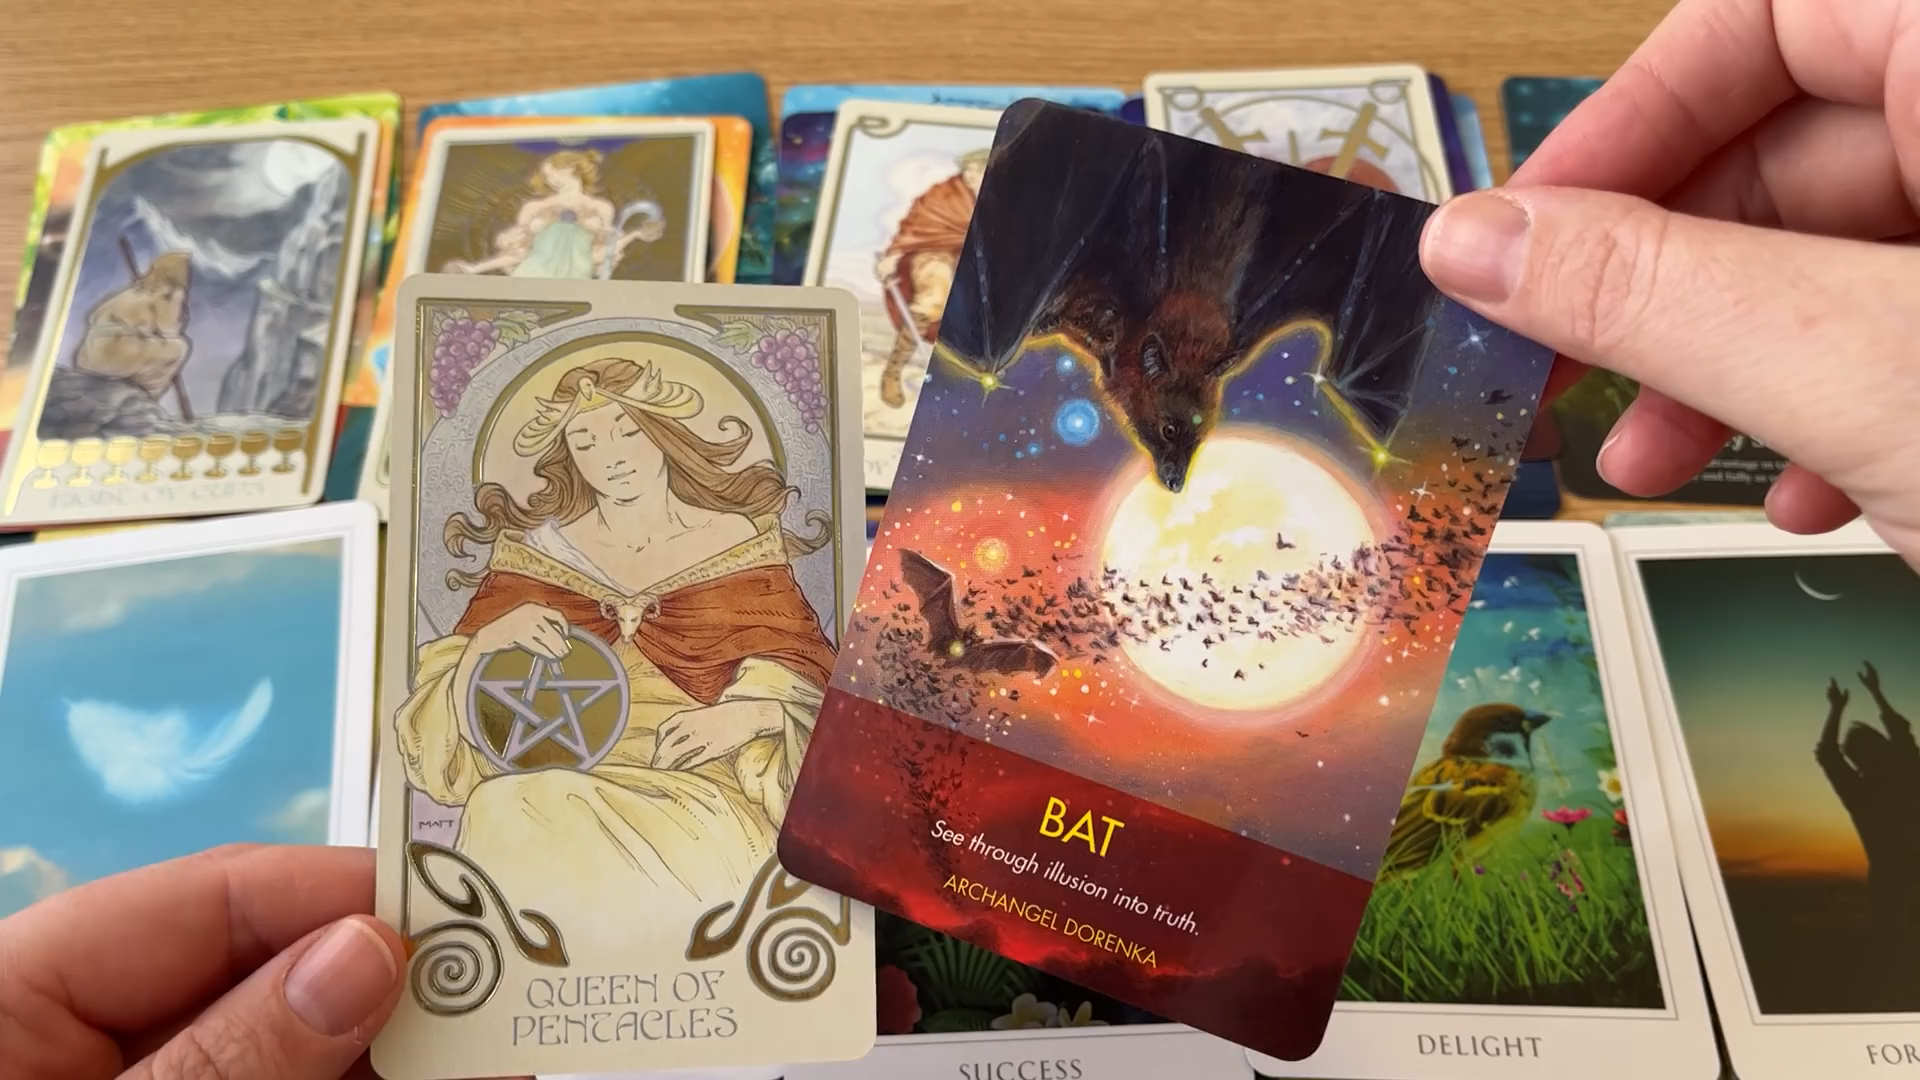 EIGHT OF CUPS
MATT
QUEEN OF
PENTACLES
BAT
See through illusion into truth.
ARCHANGEL DORENKA
SUCCESS
DELIGHT
FOR